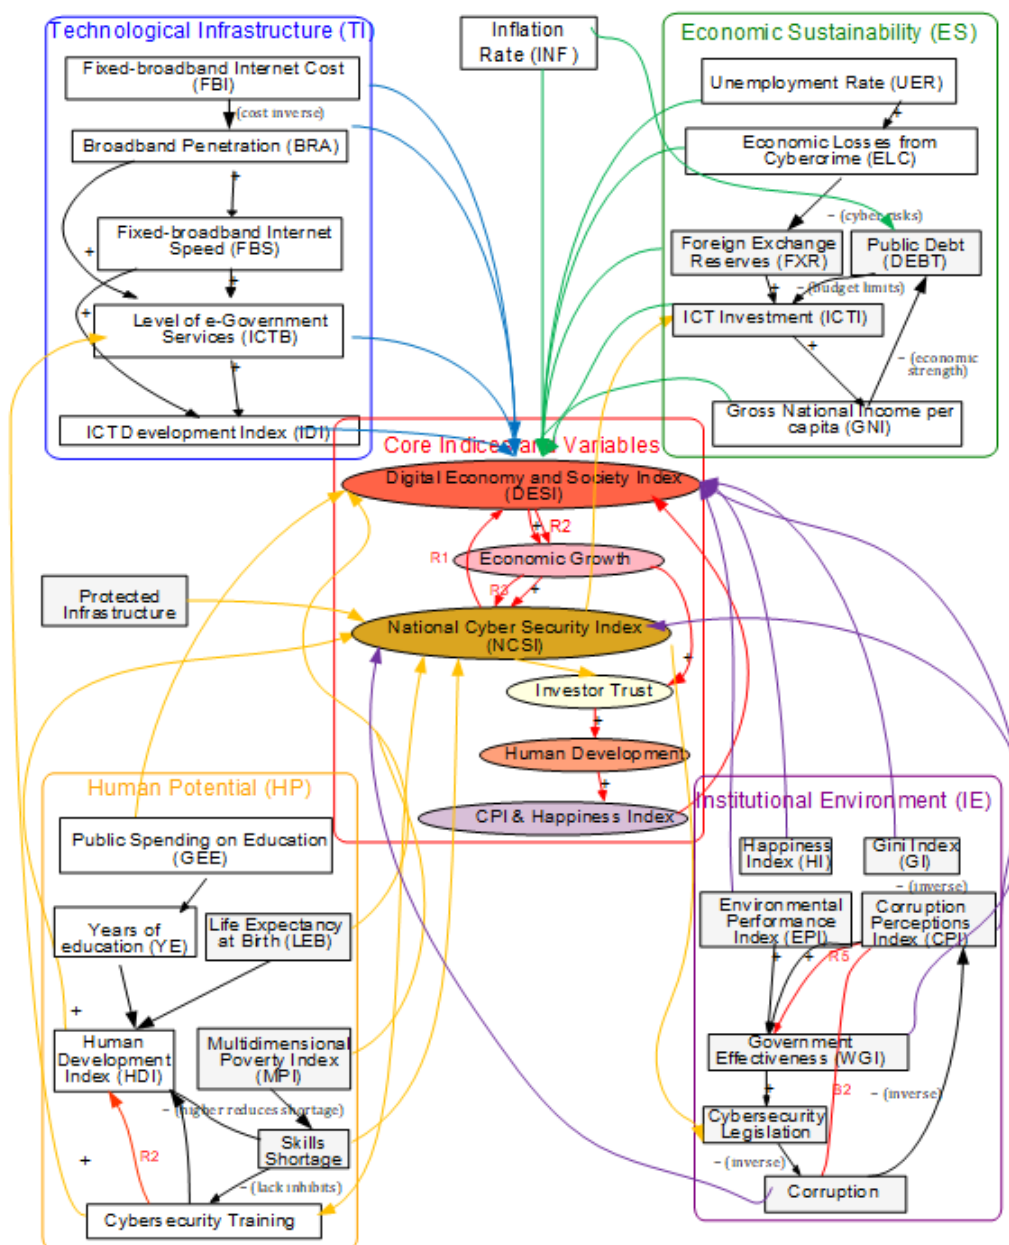 Technological Infrastructure (TI)
Fixed-broadband Internet Cost
(FBI)
(cost inverse)
Broadband Penetration (BRA)
+
Fixed-broadband Internet
Speed (FBS)
+
+
+
Level of e-Government
Services (ICTB)
+
ICT Development Index (IDI)
Inflation
Rate (INF)
Economic Sustainability (ES)
Unemployment Rate (UER)
+
Economic Losses from
Cybercrime (ELC)
− (cyber risks)
Foreign Exchange
Reserves (FXR)
Public Debt
(DEBT)
+
− (budget limits)
ICT Investment (ICTI)
+
− (economic
strength)
Gross National Income per
capita (GNI)
Core Indices and Variables
Digital Economy and Society Index
(DESI)
+
R2
R1
Economic Growth
R3
+
National Cyber Security Index
(NCSI)
+
Investor Trust
+
Human Development
+
CPI & Happiness Index
Protected
Infrastructure
Human Potential (HP)
Public Spending on Education
(GEE)
Years of
education (YE)
Life Expectancy
at Birth (LEB)
+
Human
Development
Index (HDI)
Multidimensional
Poverty Index
(MPI)
− (higher reduces shortage)
Skills
Shortage
+
R2
− (lack inhibits)
Cybersecurity Training
Institutional Environment (IE)
Happiness
Index (HI)
Gini Index
(GI)
− (inverse)
Environmental
Performance
Index (EPI)
Corruption
Perceptions
Index (CPI)
+
+
R5
Government
Effectiveness (WGI)
+
B2
− (inverse)
Cybersecurity
Legislation
− (inverse)
Corruption